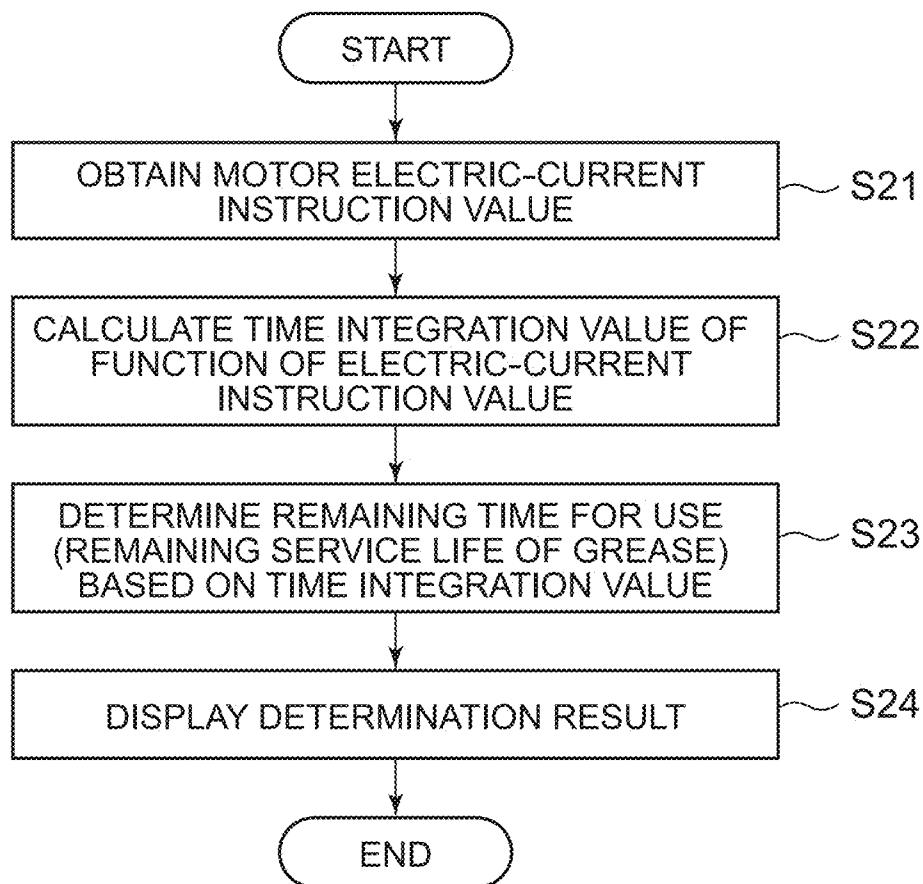 START
OBTAIN MOTOR ELECTRIC-CURRENT
INSTRUCTION VALUE
S21
CALCULATE TIME INTEGRATION VALUE OF
FUNCTION OF ELECTRIC-CURRENT
INSTRUCTION VALUE
S22
DETERMINE REMAINING TIME FOR USE
(REMAINING SERVICE LIFE OF GREASE)
BASED ON TIME INTEGRATION VALUE
S23
DISPLAY DETERMINATION RESULT
S24
END